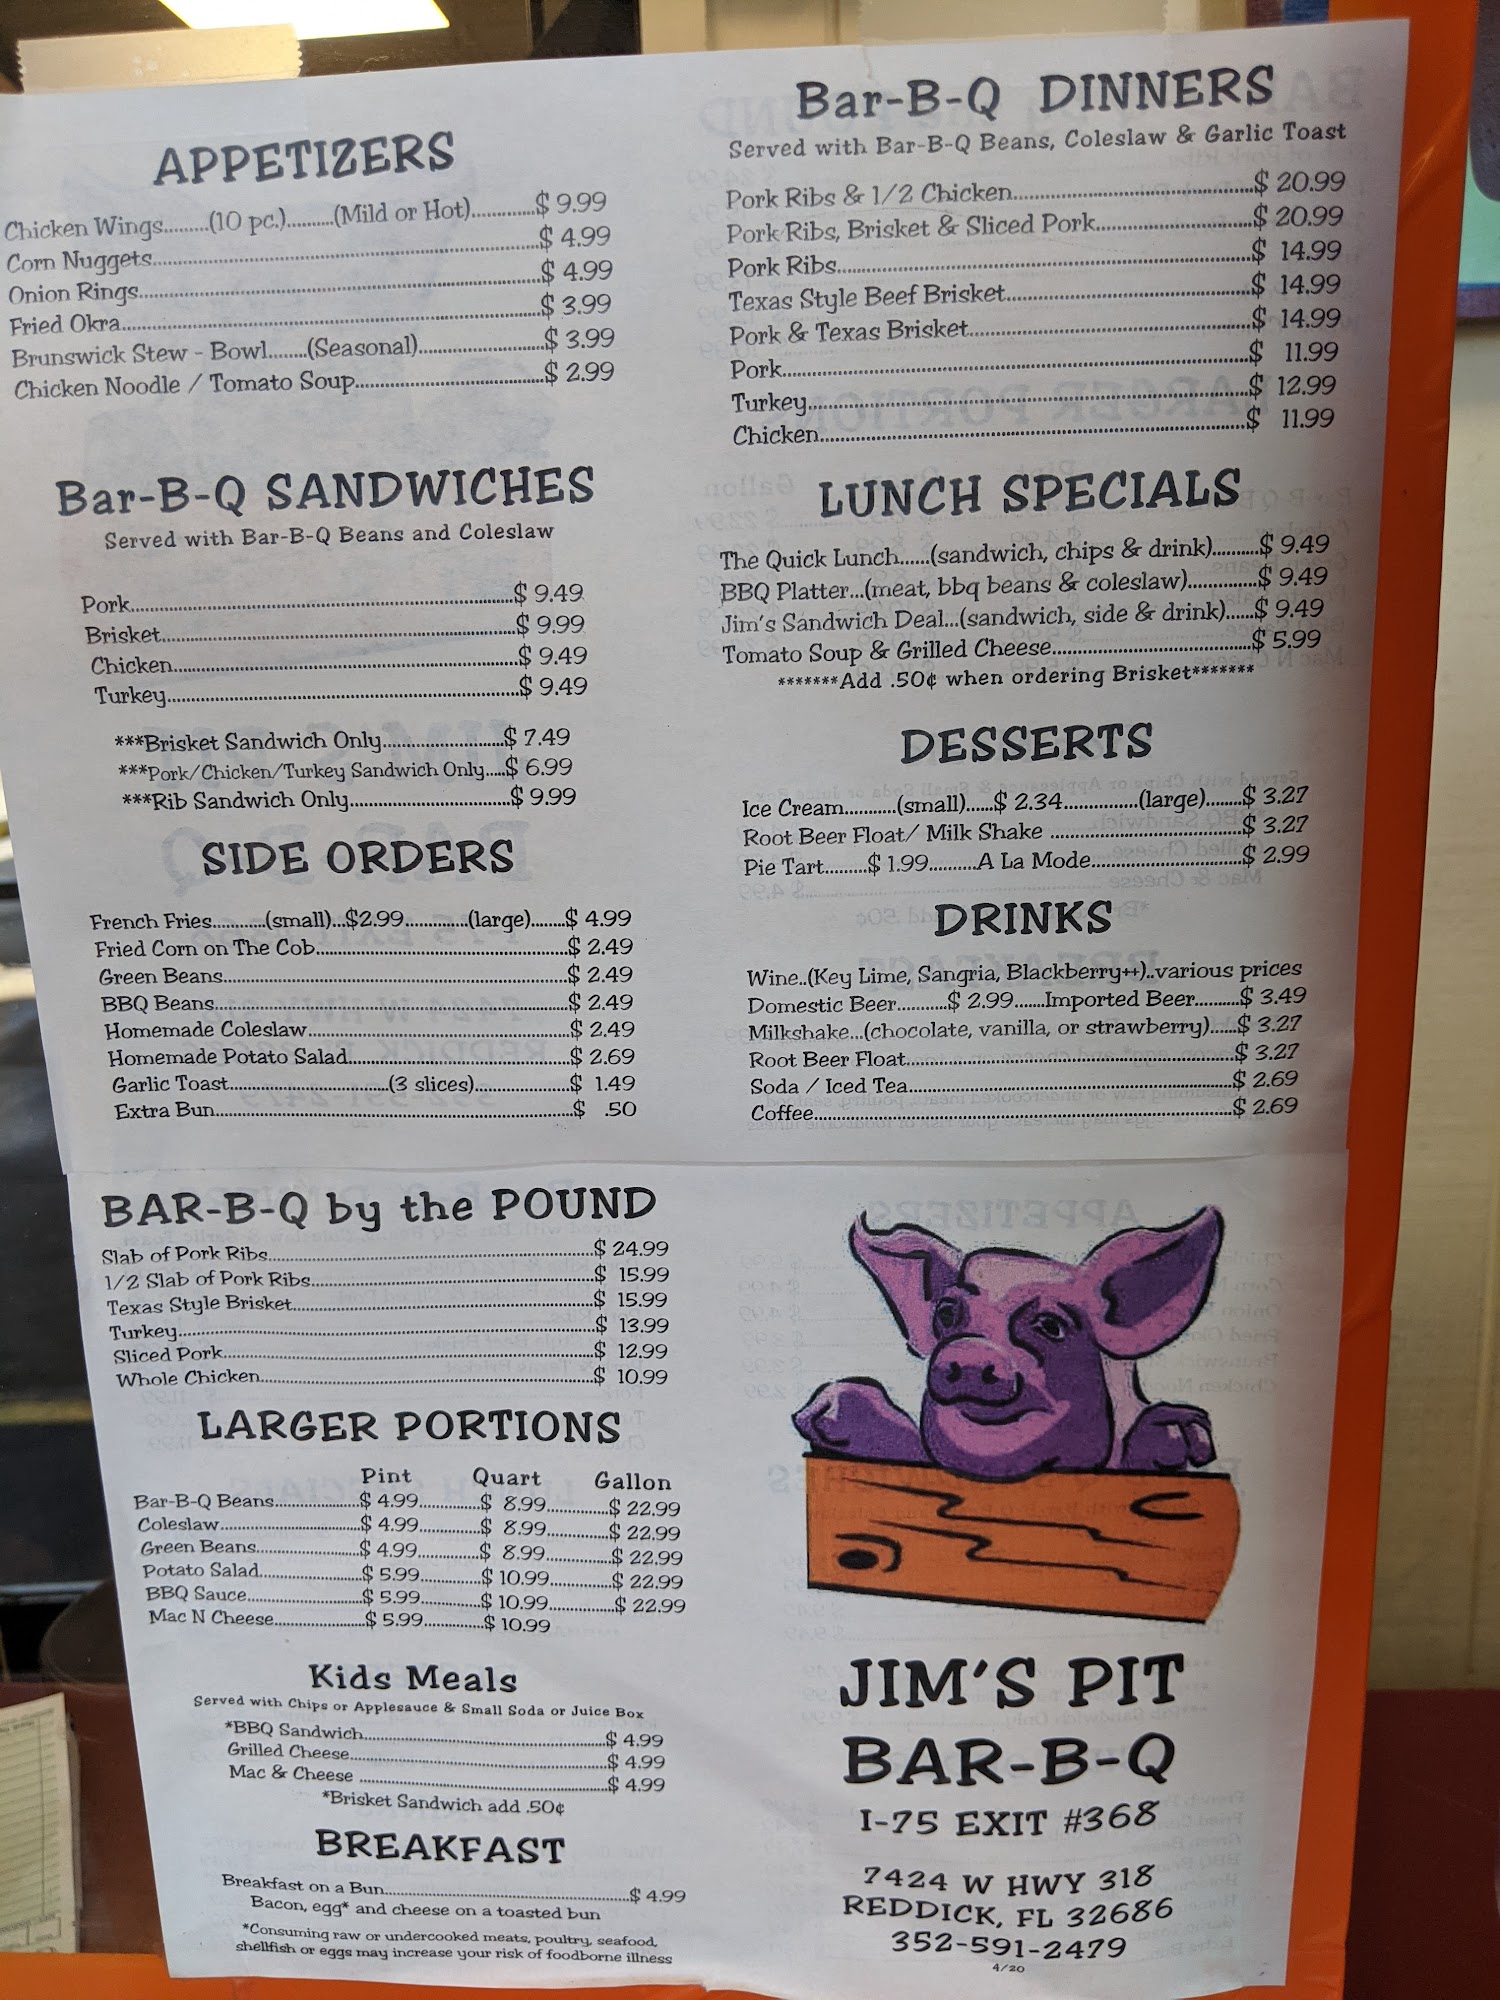 APPETIZERS
Chicken Wings.........(10 pc.)..........(Mild or Hot).............$ 9.99
Corn Nuggets..........$ 4.99
Onion Rings..........$ 4.99
Fried Okra..........$ 3.99
Brunswick Stew - Bowl........(Seasonal)..........$ 3.99
Chicken Noodle / Tomato Soup..........$ 2.99
Bar-B-Q SANDWICHES
Served with Bar-B-Q Beans and Coleslaw
Pork..........$ 9.49
Brisket..........$ 9.99
Chicken..........$ 9.49
Turkey..........$ 9.49
***Brisket Sandwich Only..........$ 7.49
***Pork/Chicken/Turkey Sandwich Only.....$ 6.99
***Rib Sandwich Only..........$ 9.99
SIDE ORDERS
French Fries............(small)...$2.99.............(large)........$ 4.99
Fried Corn on The Cob..........$ 2.49
Green Beans..........$ 2.49
BBQ Beans..........$ 2.49
Homemade Coleslaw..........$ 2.49
Homemade Potato Salad..........$ 2.69
Garlic Toast..........(3 slices)..........$ 1.49
Extra Bun..........$ .50
Bar-B-Q DINNERS
Served with Bar-B-Q Beans, Coleslaw & Garlic Toast
Pork Ribs & 1/2 Chicken..........$ 20.99
Pork Ribs, Brisket & Sliced Pork..........$ 20.99
Pork Ribs..........$ 14.99
Texas Style Beef Brisket..........$ 14.99
Pork & Texas Brisket..........$ 14.99
Pork..........$ 11.99
Turkey..........$ 12.99
Chicken..........$ 11.99
LUNCH SPECIALS
The Quick Lunch......(sandwich, chips & drink)..........$ 9.49
BBQ Platter...(meat, bbq beans & coleslaw)..........$ 9.49
Jim's Sandwich Deal...(sandwich, side & drink)......$ 9.49
Tomato Soup & Grilled Cheese..........$ 5.99
*******Add .50¢ when ordering Brisket*******
DESSERTS
Ice Cream..........(small)......$ 2.34..............(large)........$ 3.27
Root Beer Float/ Milk Shake ..........$ 3.27
Pie Tart.........$ 1.99..........A La Mode..........$ 2.99
DRINKS
Wine..(Key Lime, Sangria, Blackberry++)..various prices
Domestic Beer..........$ 2.99......Imported Beer.........$ 3.49
Milkshake...(chocolate, vanilla, or strawberry)......$ 3.27
Root Beer Float..........$ 3.27
Soda / Iced Tea..........$ 2.69
Coffee..........$ 2.69
BAR-B-Q by the POUND
Slab of Pork Ribs..........$ 24.99
1/2 Slab of Pork Ribs..........$ 15.99
Texas Style Brisket..........$ 15.99
Turkey..........$ 13.99
Sliced Pork..........$ 12.99
Whole Chicken..........$ 10.99
LARGER PORTIONS
Pint Quart Gallon
Bar-B-Q Beans..........$ 4.99..........$ 8.99..........$ 22.99
Coleslaw..........$ 4.99..........$ 8.99..........$ 22.99
Green Beans..........$ 4.99..........$ 8.99..........$ 22.99
Potato Salad..........$ 5.99..........$ 10.99..........$ 22.99
BBQ Sauce..........$ 5.99..........$ 10.99..........$ 22.99
Mac N Cheese..........$ 5.99..........$ 10.99
Kids Meals
Served with Chips or Applesauce & Small Soda or Juice Box
*BBQ Sandwich..........$ 4.99
Grilled Cheese..........$ 4.99
Mac & Cheese ..........$ 4.99
*Brisket Sandwich add .50¢
BREAKFAST
Breakfast on a Bun..........$ 4.99
Bacon, egg* and cheese on a toasted bun
*Consuming raw or undercooked meats, poultry, seafood,
shellfish or eggs may increase your risk of foodborne illness
JIM'S PIT
BAR-B-Q
I-75 EXIT #368
7424 W HWY 318
REDDICK, FL 32686
352-591-2479
4/20